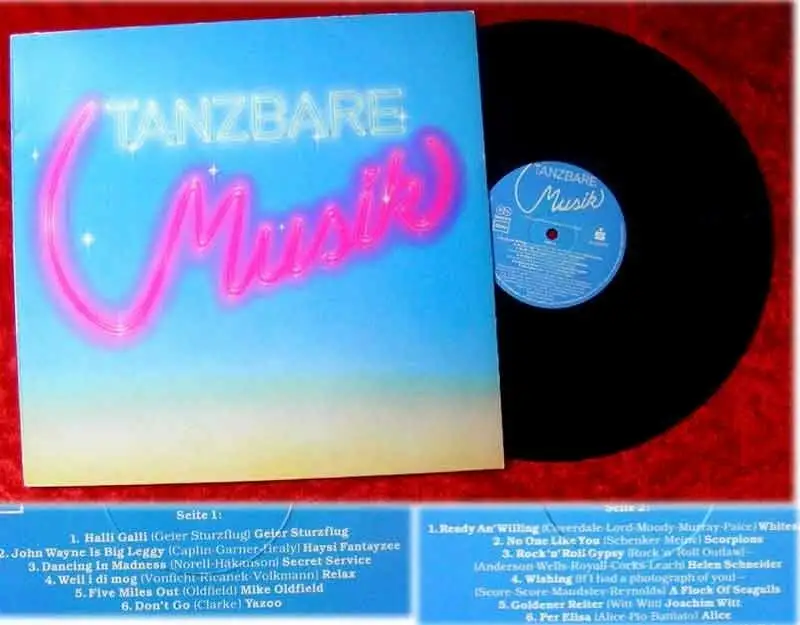 TANZBARE
Musik
TANZBARE
Musik
Seite 1:
1. Halli Galli (Geier Sturzflug) Geier Sturzflug
2. John Wayne Is Big Leggy (Caplin-Garner-Healy) Haysi Fantayzee
3. Dancing In Madness (Norell-Håkanson) Secret Service
4. Weil i di mog (Vonficht-Ricanek-Volkmann) Relax
5. Five Miles Out (Oldfield) Mike Oldfield
6. Don't Go (Clarke) Yazoo
Seite 2:
1. Ready An' Willing (Coverdale-Lord-Moody-Murray-Paice) Whites
2. No One Like You (Schenker Meine) Scorpions
3. Rock'n'Roll Gypsy (Rock'n'Roll Outlaw)–
(Anderson-Wells-Royall-Cocks-Leach) Helen Schneider
4. Wishing (If I had a photograph of you)–
(Score-Score-Maudsley-Reynolds) A Flock Of Seagulls
5. Goldener Reiter (Witt Witt) Joachim Witt
6. Per Elisa (Alice-Pio-Battiato) Alice